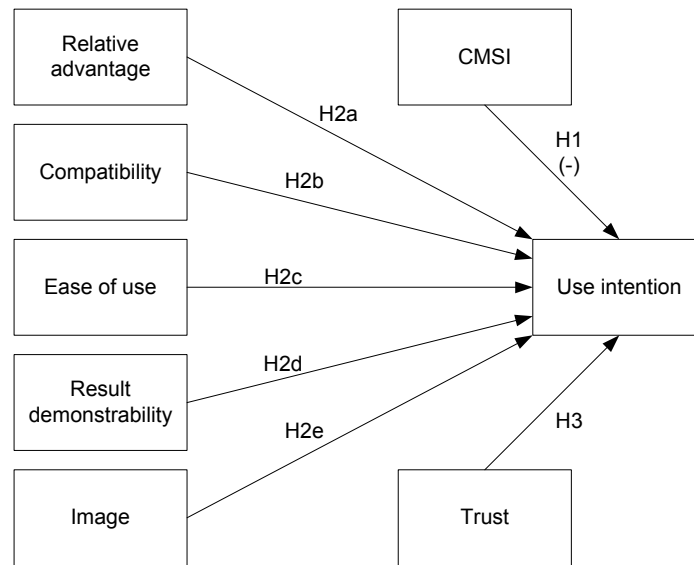 Relative
advantage
CMSI
H2a
H1
(-)
Compatibility
H2b
Ease of use
H2c
Use intention
Result
demonstrability
H2d
H2e
H3
Image
Trust